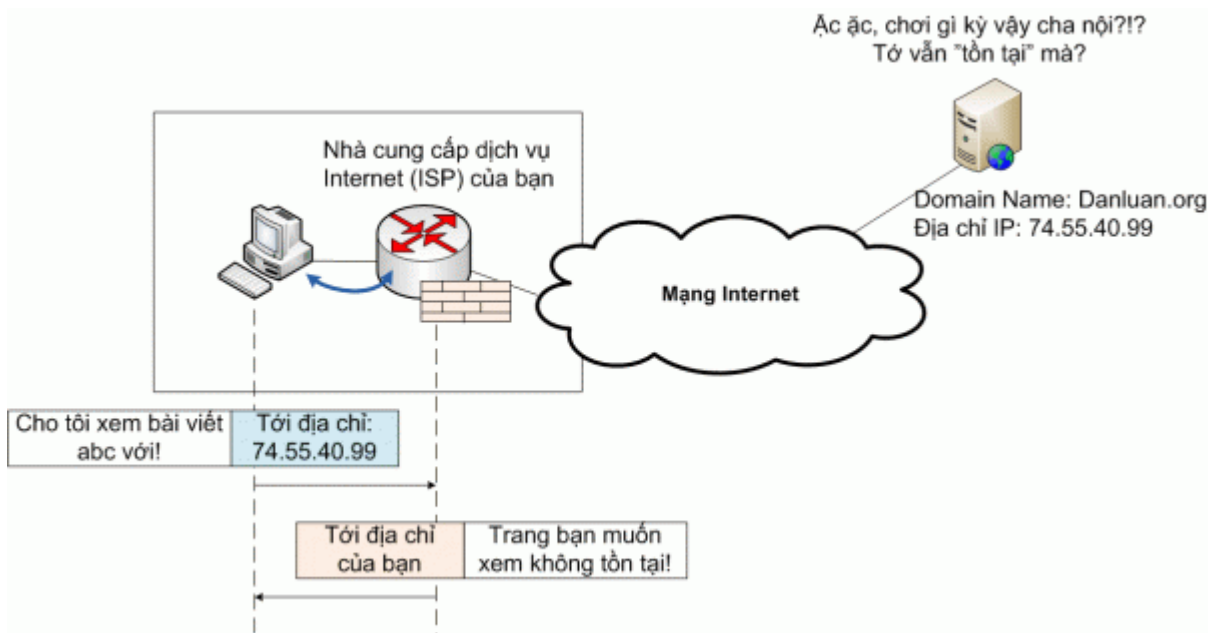 Ặc ặc, chơi gì kỳ vậy cha nội?!?
Tớ vẫn "tồn tại" mà?
Nhà cung cấp dịch vụ
Internet (ISP) của bạn
Domain Name: Danluan.org
Địa chỉ IP: 74.55.40.99
Mạng Internet
Cho tôi xem bài viết
abc với!
Tới địa chỉ:
74.55.40.99
Tới địa chỉ
của bạn
Trang bạn muốn
xem không tồn tại!